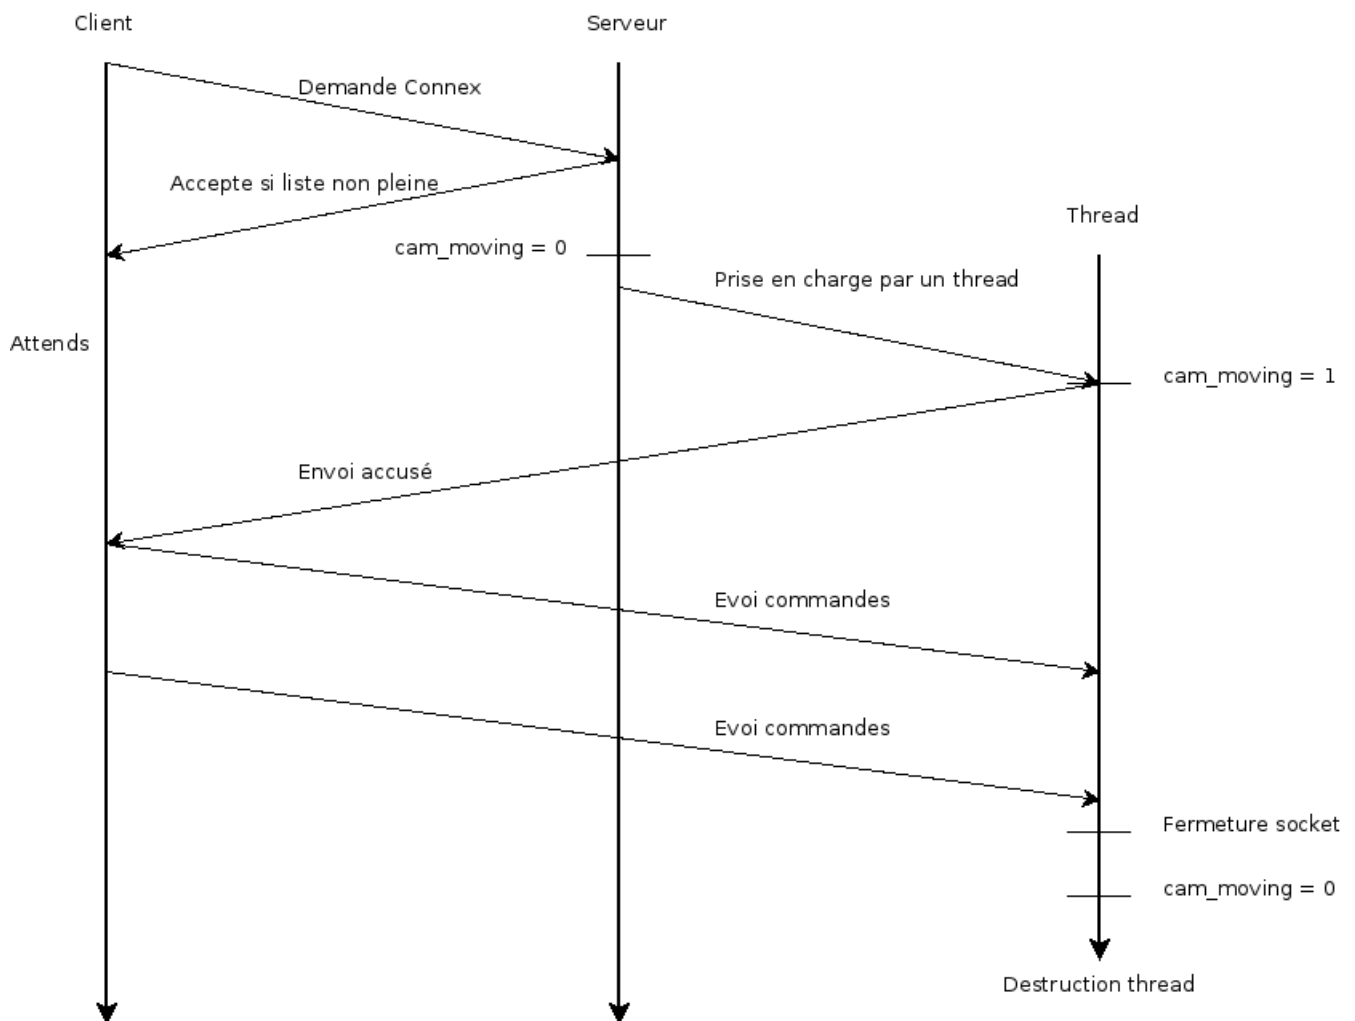 Client
Serveur
Demande Connex
Accepte si liste non pleine
Thread
cam_moving = 0
Prise en charge par un thread
Attends
cam_moving = 1
Envoi accusé
Evoi commandes
Evoi commandes
Fermeture socket
cam_moving = 0
Destruction thread